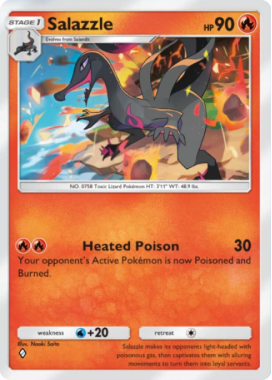 STAGE 1 Salazzle HP 90
Evolves from Salandit
NO. 0758 Toxic Lizard Pokémon HT: 3'11" WT: 48.9 lbs.
Heated Poison 30
Your opponent's Active Pokémon is now Poisoned and
Burned.
weakness +20 retreat
Illus. Naoki Saito
Salazzle makes its opponents light-headed with
poisonous gas, then captivates them with alluring
movements to turn them into loyal servants.